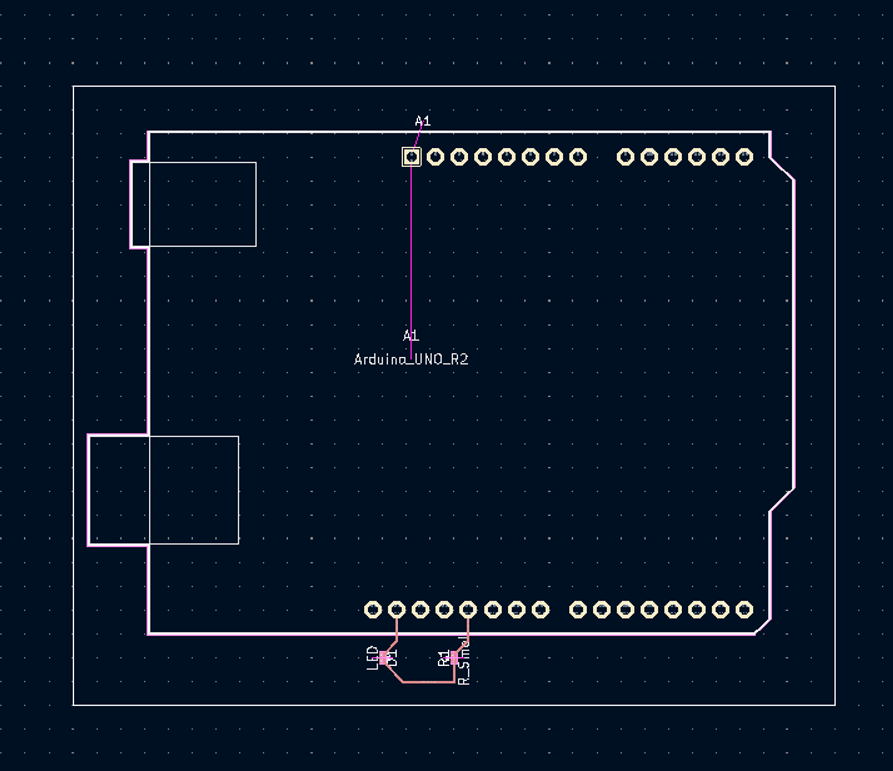 A1
A1
Arduino_UNO_R2
LED
D1
R1
R_Small